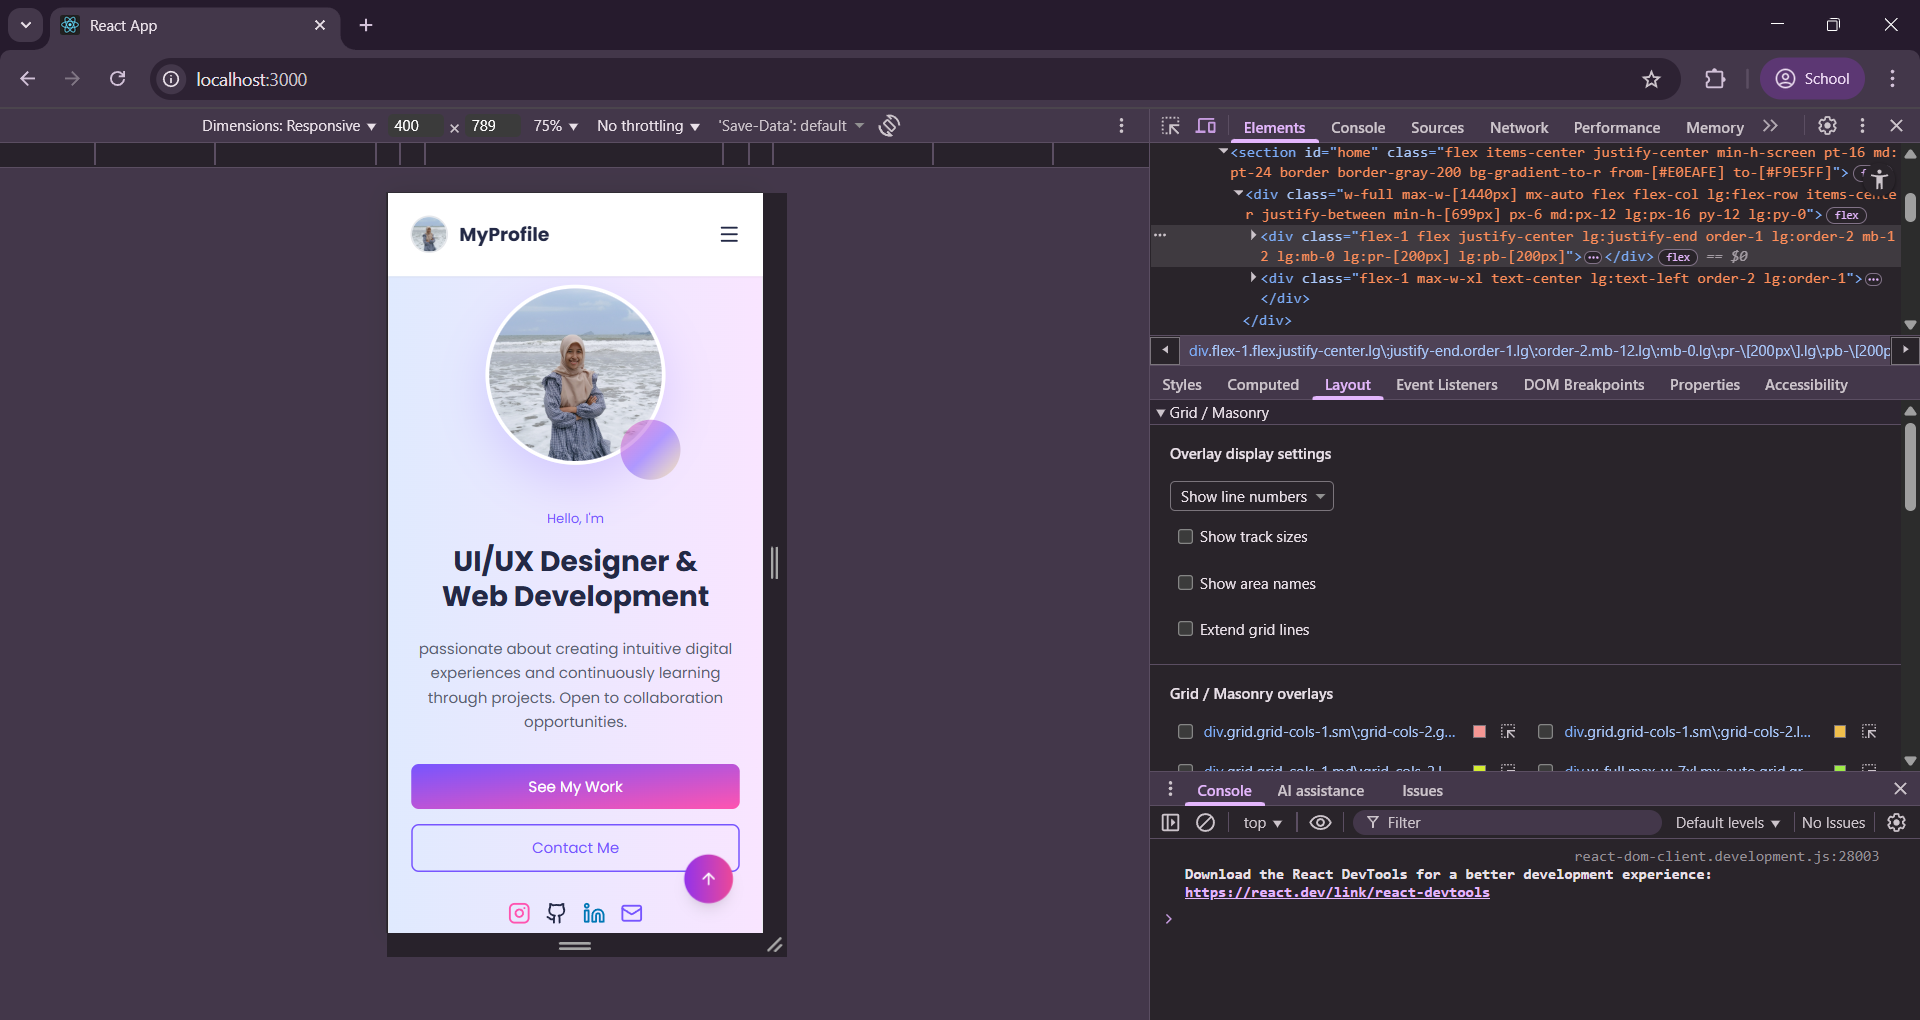 React App
localhost:3000
School
Dimensions: Responsive 400 x 789 75% No throttling 'Save-Data': default
MyProfile
Hello, I'm
UI/UX Designer &
Web Development
passionate about creating intuitive digital
experiences and continuously learning
through projects. Open to collaboration
opportunities.
See My Work
Contact Me
Elements Console Sources Network Performance Memory
<section id="home" class="flex items-center justify-center min-h-screen pt-16 md:
pt-24 border border-gray-200 bg-gradient-to-r from-[#E0EAFE] to-[#F9E5FF]">
<div class="w-full max-w-[1440px] mx-auto flex flex-col lg:flex-row items-cente
r justify-between min-h-[699px] px-6 md:px-12 lg:px-16 py-12 lg:py-0"> flex
<div class="flex-1 flex justify-center lg:justify-end order-1 lg:order-2 mb-1
2 lg:mb-0 lg:pr-[200px] lg:pb-[200px]">…</div> flex == $0
<div class="flex-1 max-w-xl text-center lg:text-left order-2 lg:order-1">…
</div>
</div>
div.flex-1.flex.justify-center.lg\:justify-end.order-1.lg\:order-2.mb-12.lg\:mb-0.lg\:pr-\[200px\].lg\:pb-\[200p
Styles Computed Layout Event Listeners DOM Breakpoints Properties Accessibility
Grid / Masonry
Overlay display settings
Show line numbers
Show track sizes
Show area names
Extend grid lines
Grid / Masonry overlays
div.grid.grid-cols-1.sm\:grid-cols-2.g... div.grid.grid-cols-1.sm\:grid-cols-2.l...
Console AI assistance Issues
top Filter Default levels No Issues
react-dom-client.development.js:28003
Download the React DevTools for a better development experience:
https://react.dev/link/react-devtools